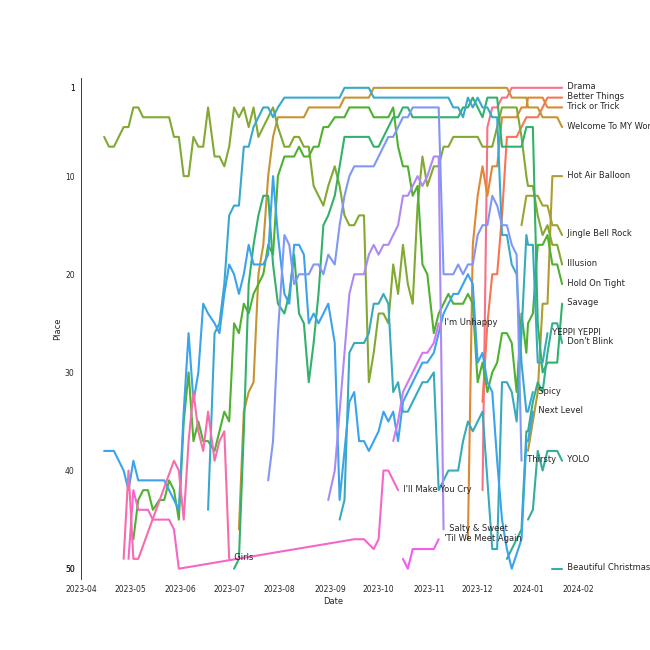 1
Drama
Better Things
Trick or Trick
Welcome To MY Wor
10
Hot Air Balloon
Jingle Bell Rock
Illusion
20
Hold On Tight
Savage
I'm Unhappy
YEPPI YEPPI
Don't Blink
Place
30
Spicy
Next Level
40
Thirsty
YOLO
I'll Make You Cry
Salty & Sweet
'Til We Meet Again
Girls
50
Beautiful Christmas
2023-04
2023-05
2023-06
2023-07
2023-08
2023-09
2023-10
2023-11
2023-12
2024-01
2024-02
Date